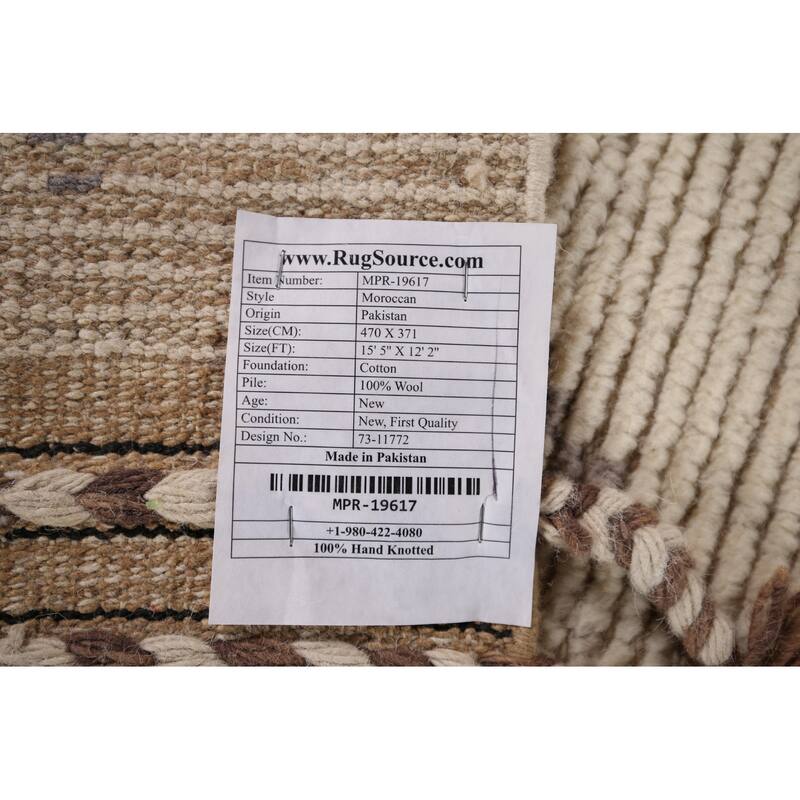 www.RugSource.com
Item Number: MPR-19617
Style Moroccan
Origin Pakistan
Size(CM): 470 X 371
Size(FT): 15' 5" X 12' 2"
Foundation: Cotton
Pile: 100% Wool
Age: New
Condition: New, First Quality
Design No.: 73-11772
Made in Pakistan
MPR-19617
+1-980-422-4080
100% Hand Knotted